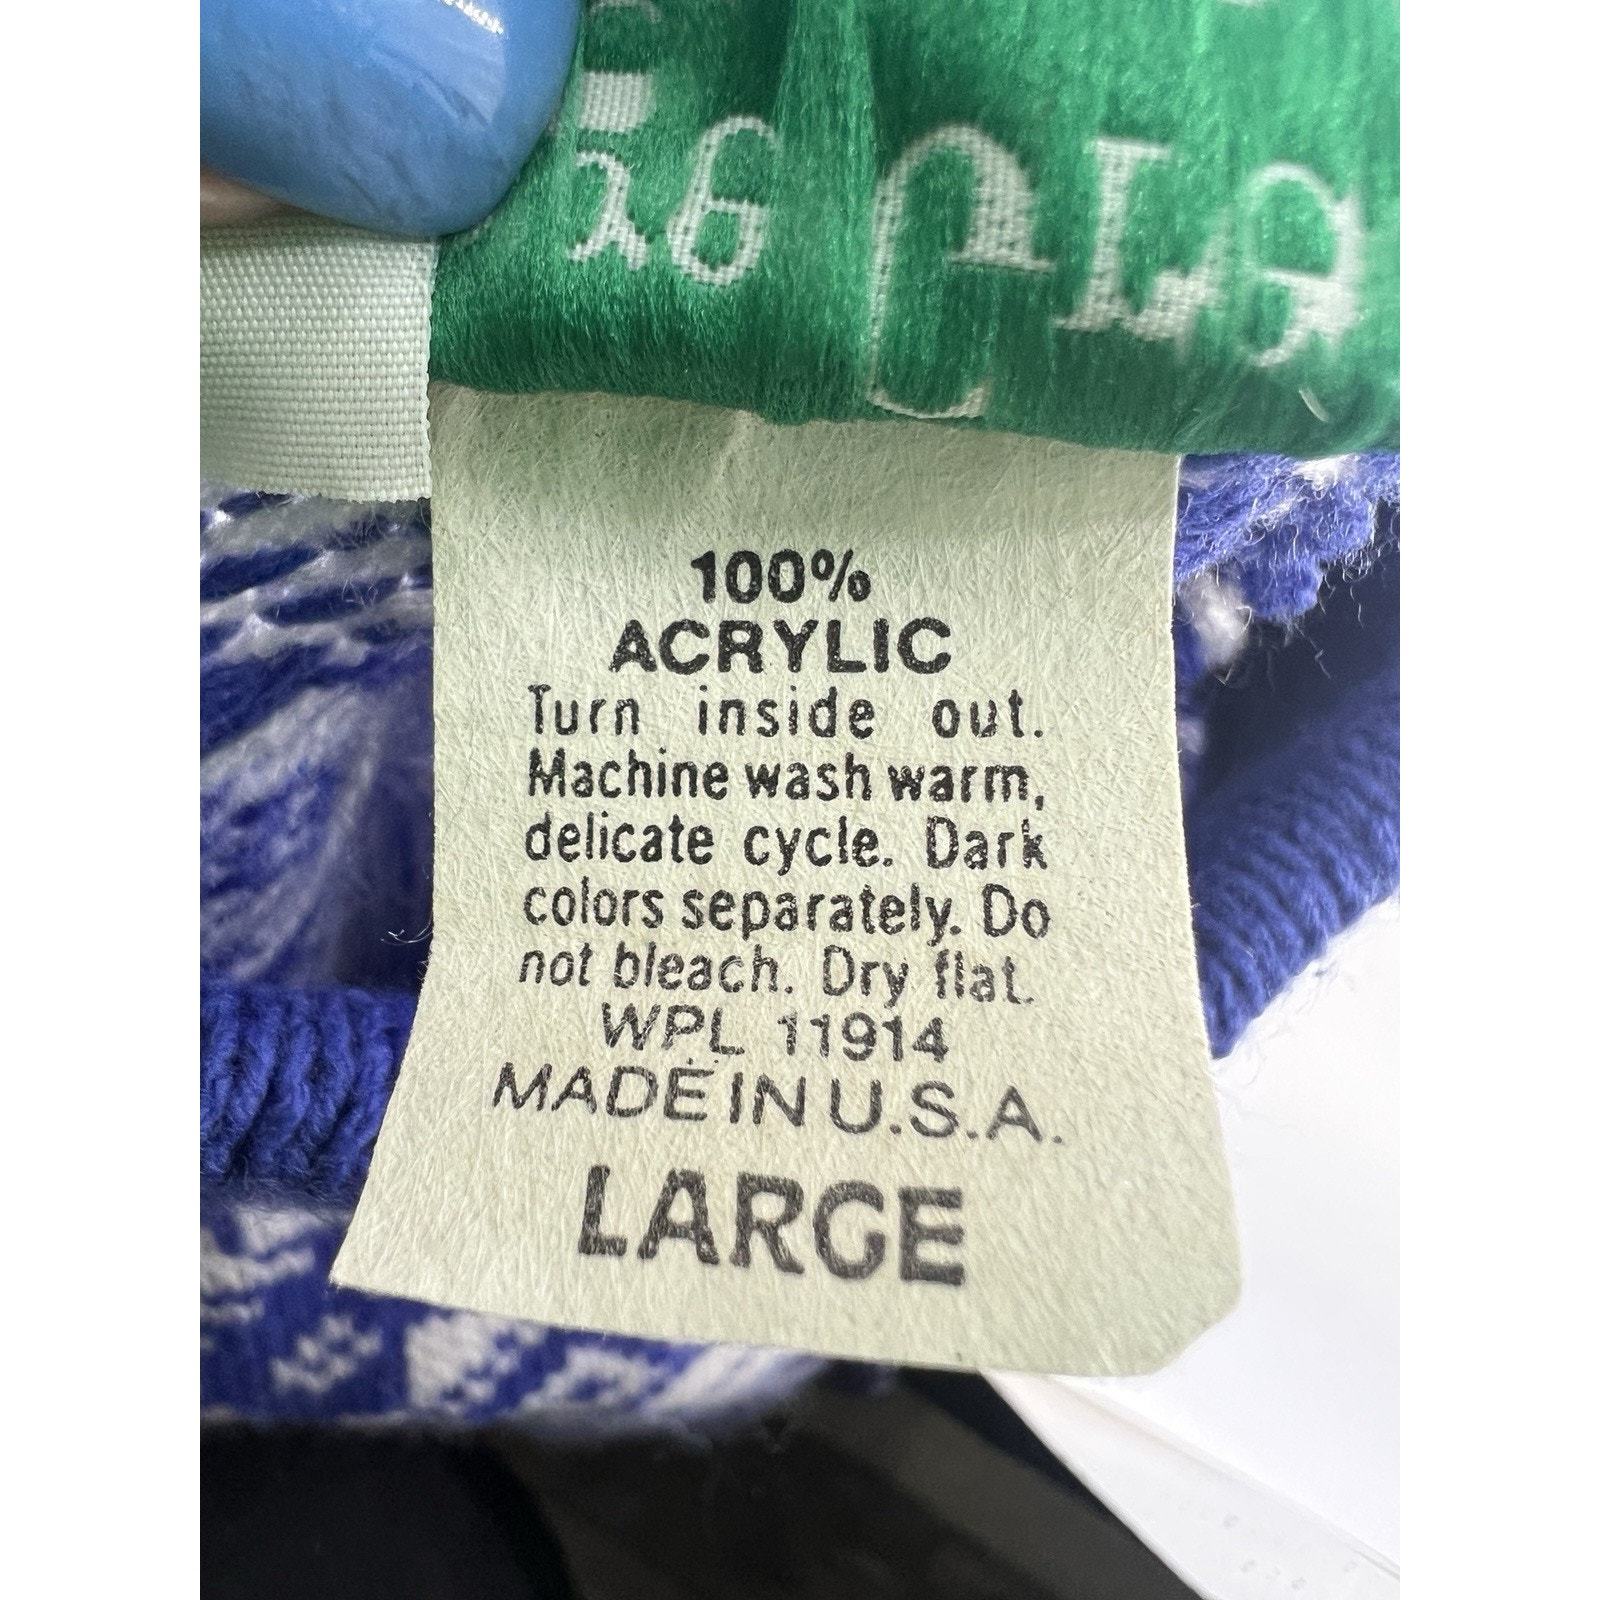 100%
ACRYLIC
Turn inside out.
Machine wash warm,
delicate cycle. Dark
colors separately. Do
not bleach. Dry flat.
WPL 11914
MADE IN U.S.A.
LARGE